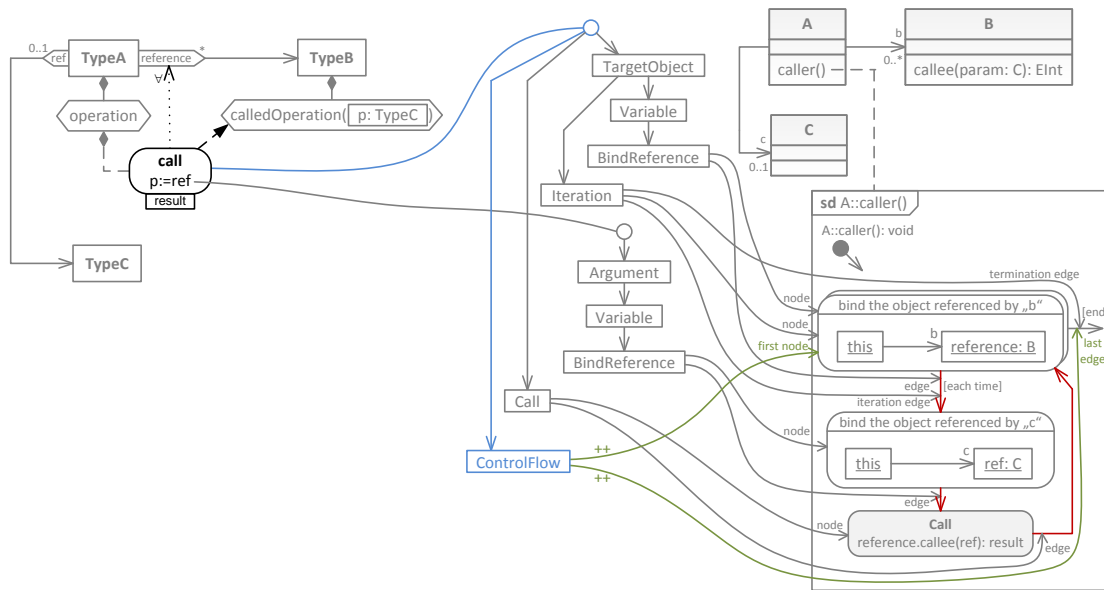 0..1
ref
TypeA
reference
*
TypeB
∀
operation
calledOperation( p: TypeC )
call
p:=ref
result
TypeC
TargetObject
Variable
BindReference
Iteration
Argument
Variable
BindReference
Call
ControlFlow
++
++
A
caller()
b
0..*
B
callee(param: C): EInt
c
0..1
C
sd A::caller()
A::caller(): void
termination edge
node
bind the object referenced by „b“
[end
node
this
b
reference: B
last
edge
first node
edge
[each time]
iteration edge
node
bind the object referenced by „c“
this
c
ref: C
edge
node
Call
reference.callee(ref): result
edge